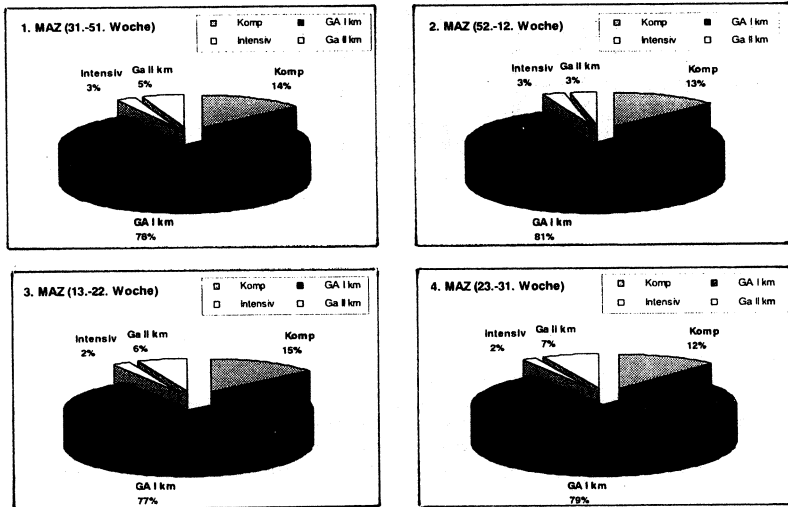 1. MAZ (31.-51. Woche)
Komp
GA I km
Intensiv
Ga II km
Intensiv
3%
Ga II km
5%
Komp
14%
GA I km
78%
2. MAZ (52.-12. Woche)
Komp
GA I km
Intensiv
Ga II km
Intensiv
3%
Ga II km
3%
Komp
13%
GA I km
81%
3. MAZ (13.-22. Woche)
Komp
GA I km
Intensiv
Ga II km
Intensiv
2%
Ga II km
6%
Komp
15%
GA I km
77%
4. MAZ (23.-31. Woche)
Komp
GA I km
Intensiv
Ga II km
Intensiv
2%
Ga II km
7%
Komp
12%
GA I km
79%